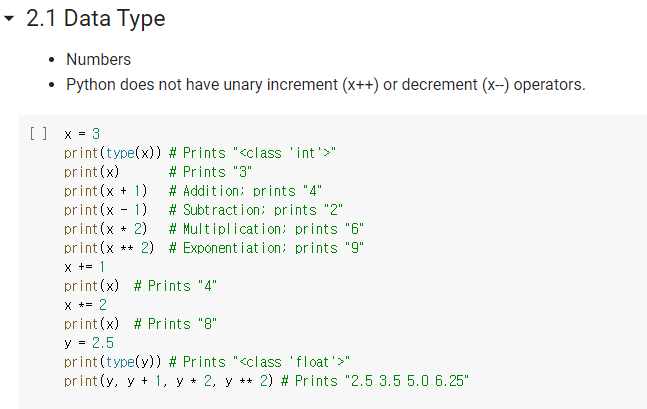 2.1 Data Type
Numbers
Python does not have unary increment (x++) or decrement (x--) operators.
[ ] x = 3
print(type(x)) # Prints "<class 'int'>"
print(x) # Prints "3"
print(x + 1) # Addition; prints "4"
print(x - 1) # Subtraction; prints "2"
print(x * 2) # Multiplication; prints "6"
print(x ** 2) # Exponentiation; prints "9"
x += 1
print(x) # Prints "4"
x *= 2
print(x) # Prints "8"
y = 2.5
print(type(y)) # Prints "<class 'float'>"
print(y, y + 1, y * 2, y ** 2) # Prints "2.5 3.5 5.0 6.25"